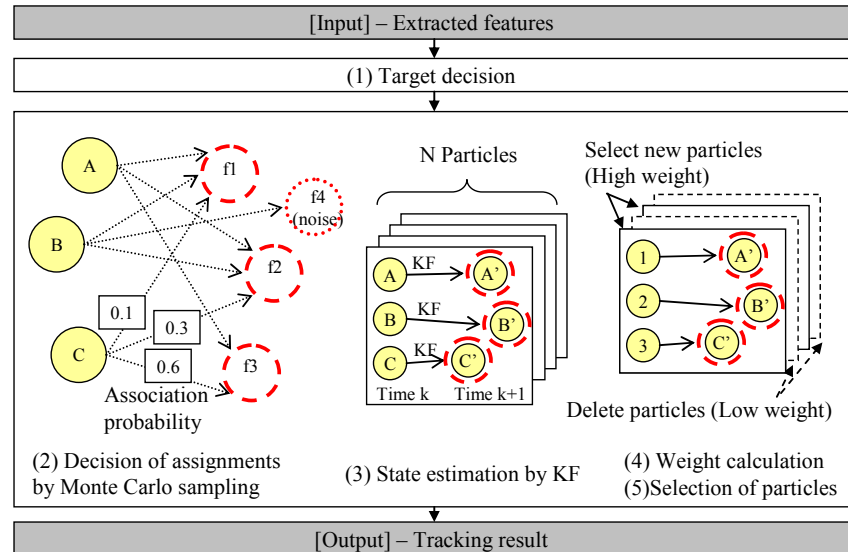 [Input] – Extracted features
(1) Target decision
A
B
C
f1
f4
(noise)
f2
f3
0.1
0.3
0.6
Association
probability
(2) Decision of assignments
by Monte Carlo sampling
N Particles
A KF A'
B KF B'
C KF C'
Time k Time k+1
(3) State estimation by KF
Select new particles
(High weight)
1 A'
2 B'
3 C'
Delete particles (Low weight)
(4) Weight calculation
(5)Selection of particles
[Output] – Tracking result